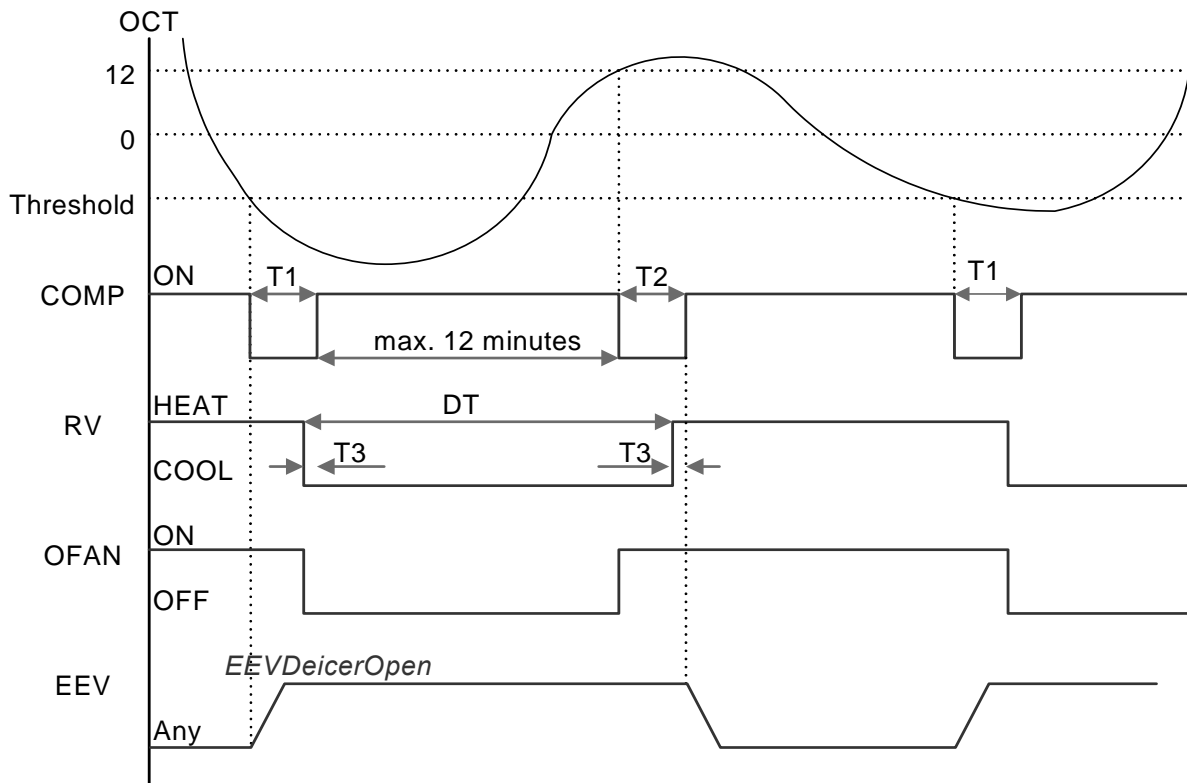 OCT
12
0
Threshold
ON
COMP
T1
T2
T1
max. 12 minutes
HEAT
RV
DT
T3
T3
COOL
ON
OFAN
OFF
EEVDeicerOpen
EEV
Any